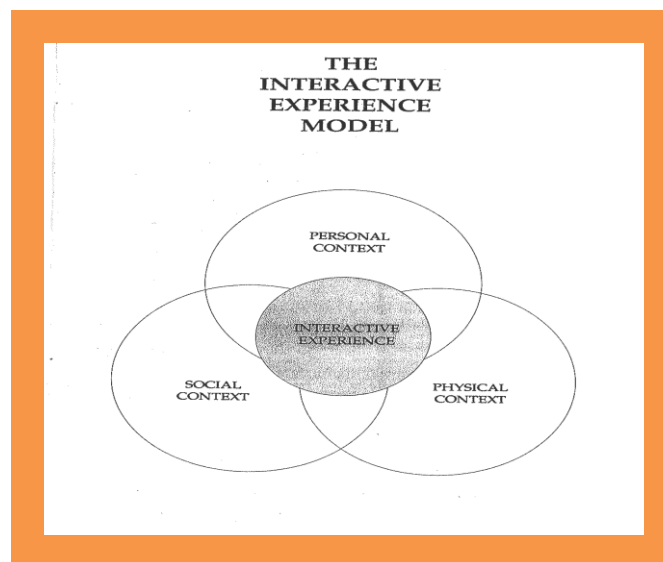 THE
INTERACTIVE
EXPERIENCE
MODEL
PERSONAL
CONTEXT
INTERACTIVE
EXPERIENCE
SOCIAL
CONTEXT
PHYSICAL
CONTEXT